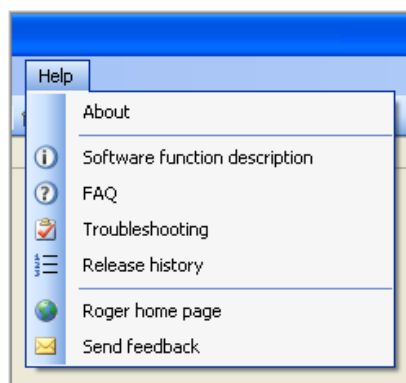 Help
About
Software function description
FAQ
Troubleshooting
Release history
Roger home page
Send feedback